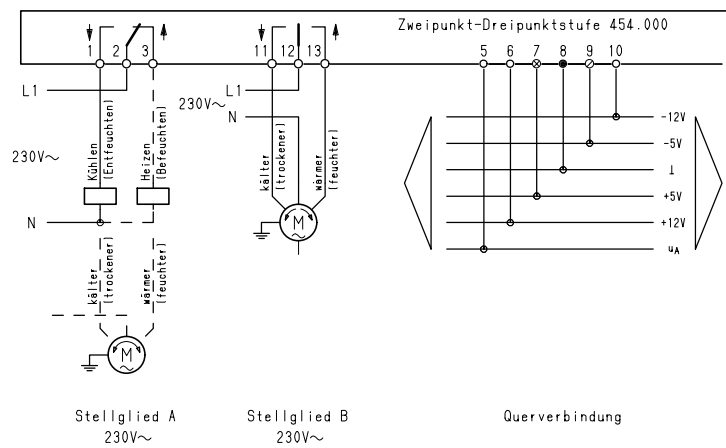 Zweipunkt-Dreipunktstufe 454.000
1 2 3 11 12 13 5 6 7 8 9 10
L1
L1
230V~
N
-12V
-5V
⊥
+5V
+12V
uA
230V~
Kühlen
(Entfeuchten)
Heizen
(Befeuchten)
kälter
(trockener)
wärmer
(feuchter)
M
~
N
kälter
(trockener)
wärmer
(feuchter)
M
~
Stellglied A
230V~
Stellglied B
230V~
Querverbindung